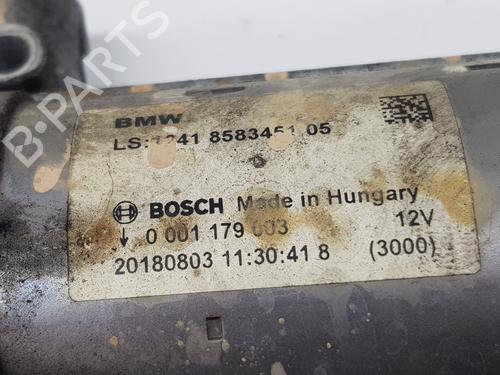 BMW
LS: 1241 8583461 05
BOSCH Made in Hungary
0 001 179 003 12V
20180803 11:30:41 8 (3000)
B-PARTS